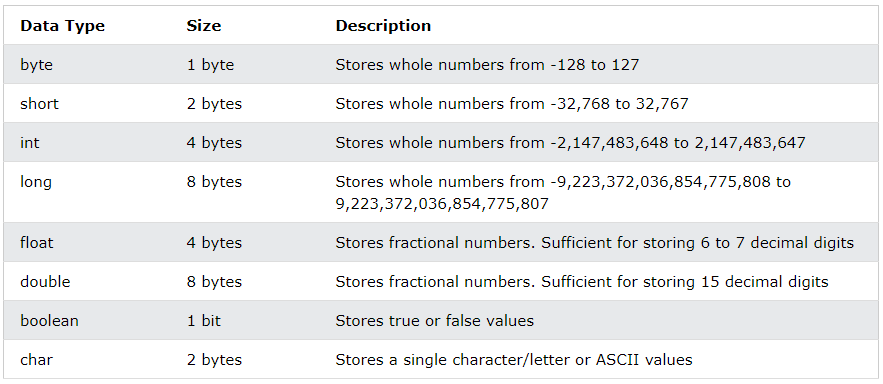 Data Type Size Description
byte 1 byte Stores whole numbers from -128 to 127
short 2 bytes Stores whole numbers from -32,768 to 32,767
int 4 bytes Stores whole numbers from -2,147,483,648 to 2,147,483,647
long 8 bytes Stores whole numbers from -9,223,372,036,854,775,808 to
9,223,372,036,854,775,807
float 4 bytes Stores fractional numbers. Sufficient for storing 6 to 7 decimal digits
double 8 bytes Stores fractional numbers. Sufficient for storing 15 decimal digits
boolean 1 bit Stores true or false values
char 2 bytes Stores a single character/letter or ASCII values